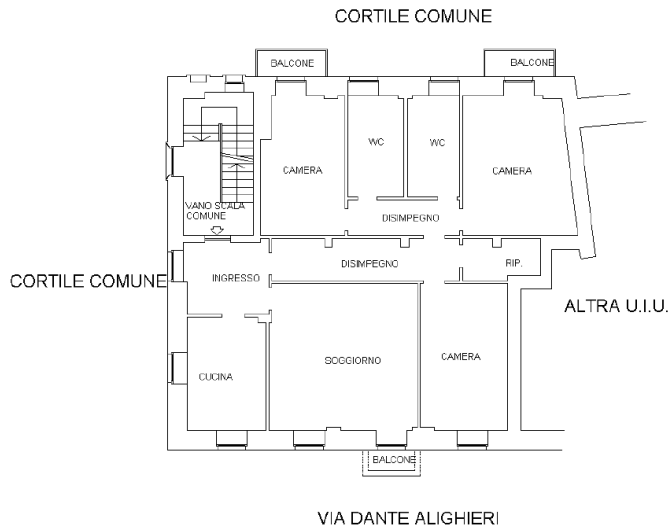 CORTILE COMUNE
BALCONE
BALCONE
WC
WC
CAMERA
CAMERA
VANO SCALA
COMUNE
DISIMPEGNO
CORTILE COMUNE
INGRESSO
DISIMPEGNO
RIP.
ALTRA U.I.U.
CUCINA
SOGGIORNO
CAMERA
BALCONE
VIA DANTE ALIGHIERI